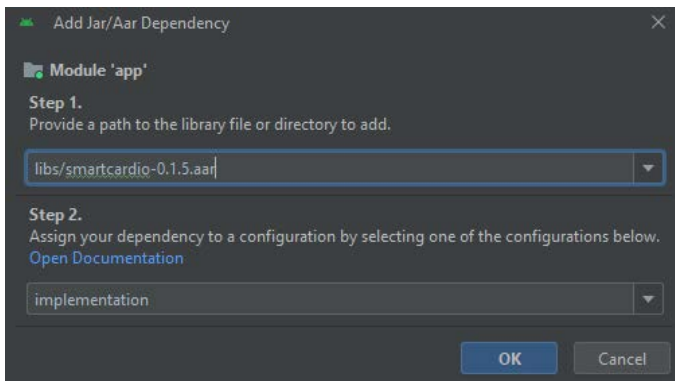 Add Jar/Aar Dependency
Module 'app'
Step 1.
Provide a path to the library file or directory to add.
libs/smartcardio-0.1.5.aar
Step 2.
Assign your dependency to a configuration by selecting one of the configurations below.
Open Documentation
implementation
OK
Cancel